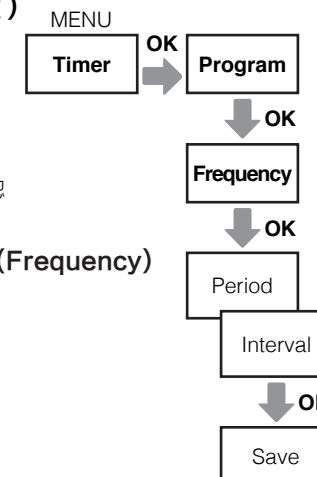 )
MENU
OK
Timer
Program
OK
Frequency
(Frequency)
OK
Period
Interval
Save